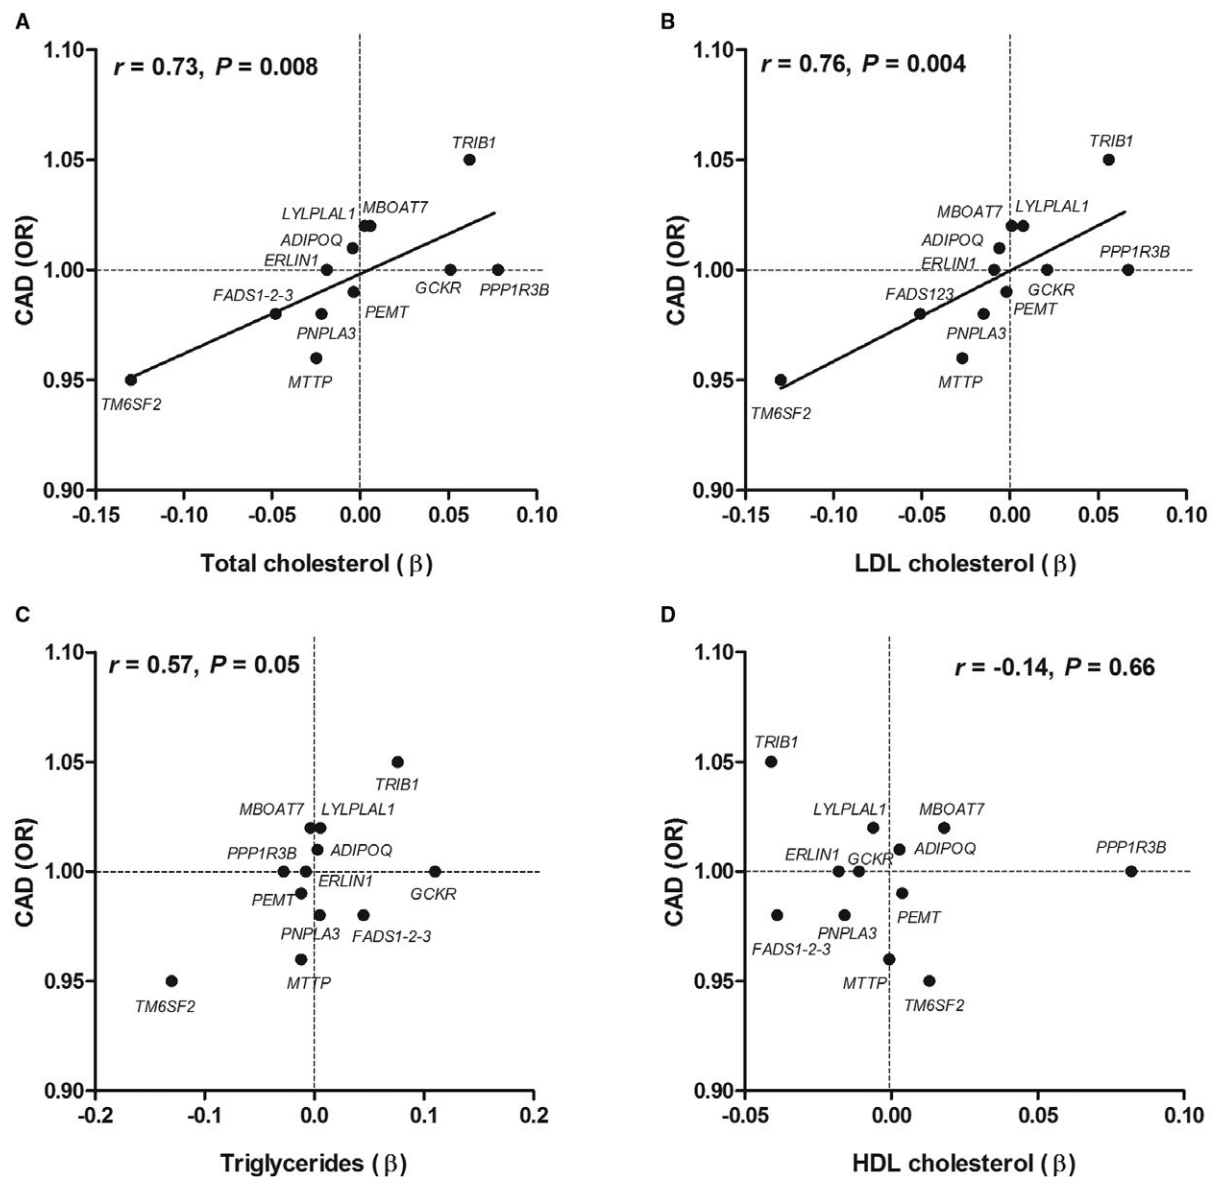 A
r = 0.73, P = 0.008
1.10
1.05
1.00
0.95
0.90
CAD (OR)
TRIB1
LYLPLAL1
MBOAT7
ADIPOQ
ERLIN1
FADS1-2-3
GCKR
PPP1R3B
PEMT
PNPLA3
MTTP
TM6SF2
-0.15
-0.10
-0.05
0.00
0.05
0.10
Total cholesterol (β)
B
r = 0.76, P = 0.004
1.10
1.05
1.00
0.95
0.90
CAD (OR)
TRIB1
MBOAT7
LYLPLAL1
ADIPOQ
PPP1R3B
ERLIN1
FADS123
GCKR
PEMT
PNPLA3
MTTP
TM6SF2
-0.15
-0.10
-0.05
0.00
0.05
0.10
LDL cholesterol (β)
C
r = 0.57, P = 0.05
1.10
1.05
1.00
0.95
0.90
CAD (OR)
TRIB1
MBOAT7
LYLPLAL1
PPP1R3B
ADIPOQ
ERLIN1
GCKR
PEMT
PNPLA3
FADS1-2-3
MTTP
TM6SF2
-0.2
-0.1
0.0
0.1
0.2
Triglycerides (β)
D
r = -0.14, P = 0.66
1.10
1.05
1.00
0.95
0.90
CAD (OR)
TRIB1
LYLPLAL1
MBOAT7
ERLIN1
GCKR
ADIPOQ
PPP1R3B
PEMT
PNPLA3
FADS1-2-3
MTTP
TM6SF2
-0.05
0.00
0.05
0.10
HDL cholesterol (β)